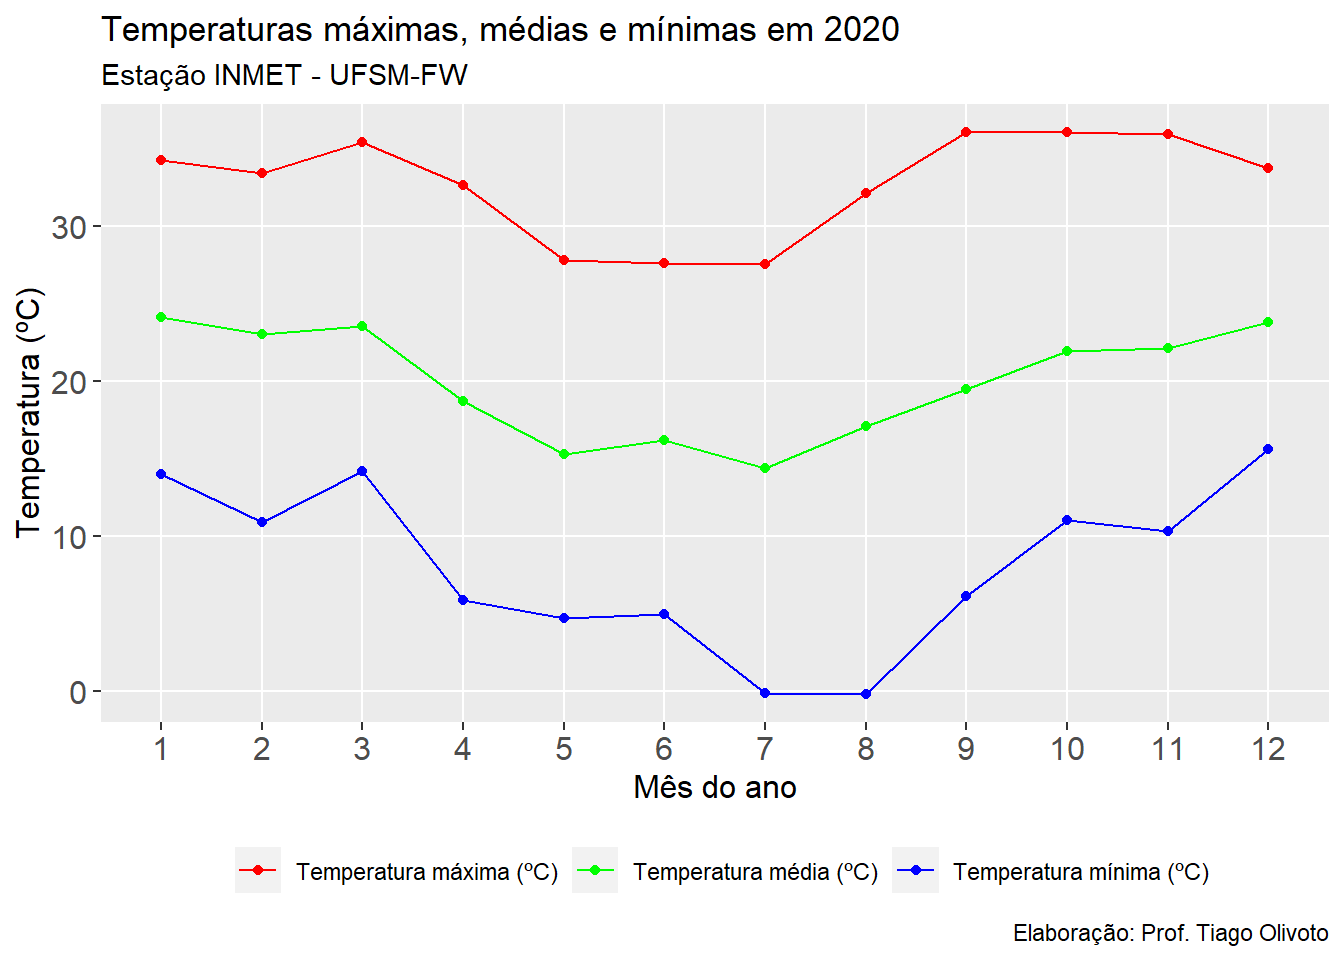 Temperaturas máximas, médias e mínimas em 2020
Estação INMET - UFSM-FW
Temperatura (ºC)
30
20
10
0
1 2 3 4 5 6 7 8 9 10 11 12
Mês do ano
Temperatura máxima (ºC) Temperatura média (ºC) Temperatura mínima (ºC)
Elaboração: Prof. Tiago Olivoto